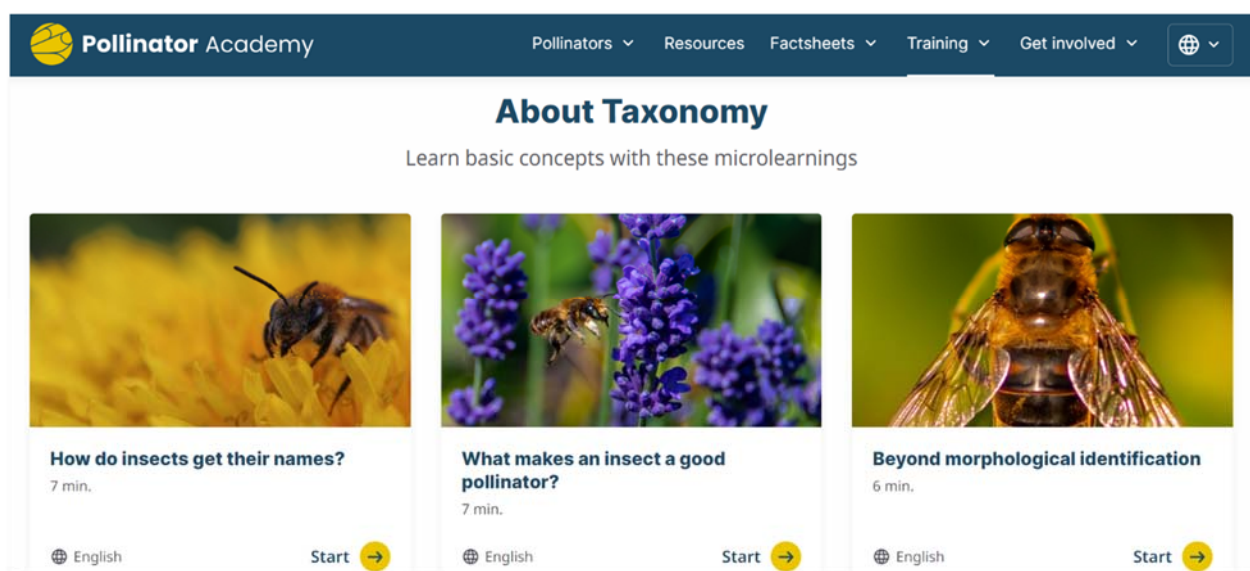 Pollinator Academy
Pollinators
Resources
Factsheets
Training
Get involved
About Taxonomy
Learn basic concepts with these microlearnings
How do insects get their names?
7 min.
English
Start
What makes an insect a good
pollinator?
7 min.
English
Start
Beyond morphological identification
6 min.
English
Start